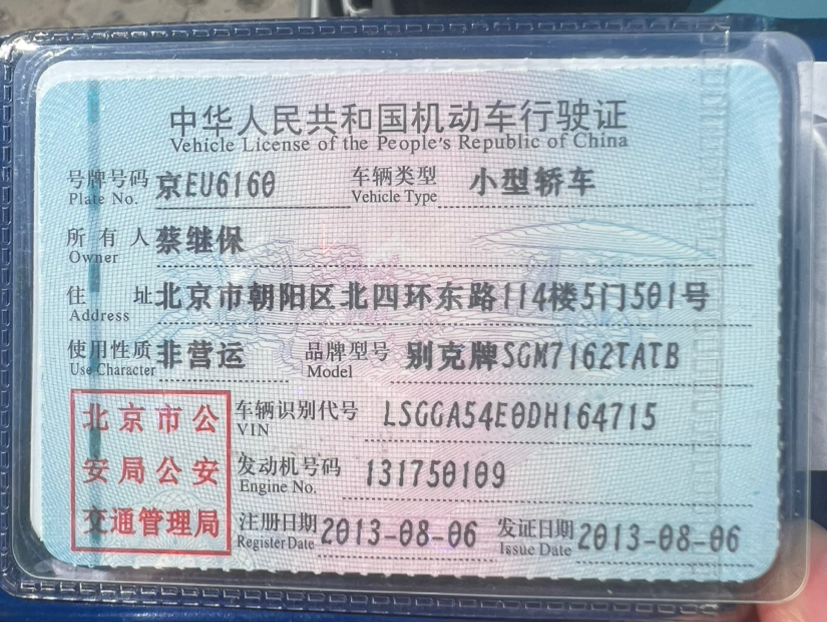 中华人民共和国机动车行驶证
Vehicle License of the People's Republic of China
号牌号码 京EU6160 车辆类型 小型轿车
Plate No. Vehicle Type
所有人 蔡继保
Owner
住址 北京市朝阳区北四环东路114楼5门501号
Address
使用性质 非营运 品牌型号 别克牌SGM7162TATB
Use Character Model
北京市公安局公安交通管理局
车辆识别代号 LSGGA54E0DH164715
VIN
发动机号码 131750109
Engine No.
注册日期 2013-08-06 发证日期 2013-08-06
Register Date Issue Date